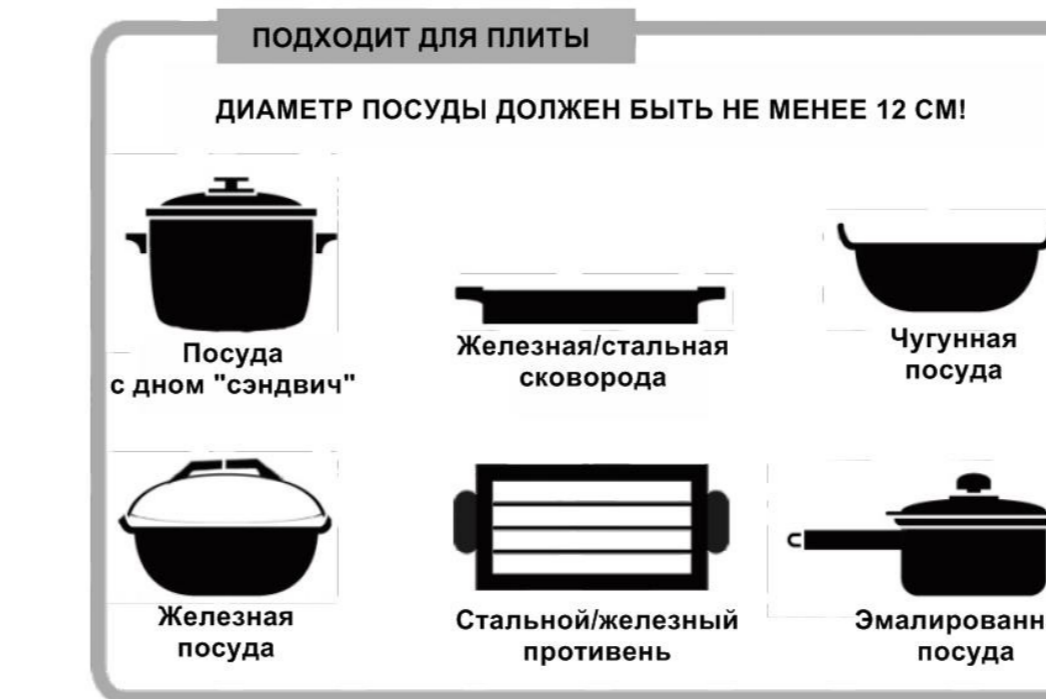 ПОДХОДИТ ДЛЯ ПЛИТЫ
ДИАМЕТР ПОСУДЫ ДОЛЖЕН БЫТЬ НЕ МЕНЕЕ 12 СМ!
Посуда
с дном "сэндвич"
Железная/стальная
сковорода
Чугунная
посуда
Железная
посуда
Стальной/железный
противень
Эмалированн
посуда